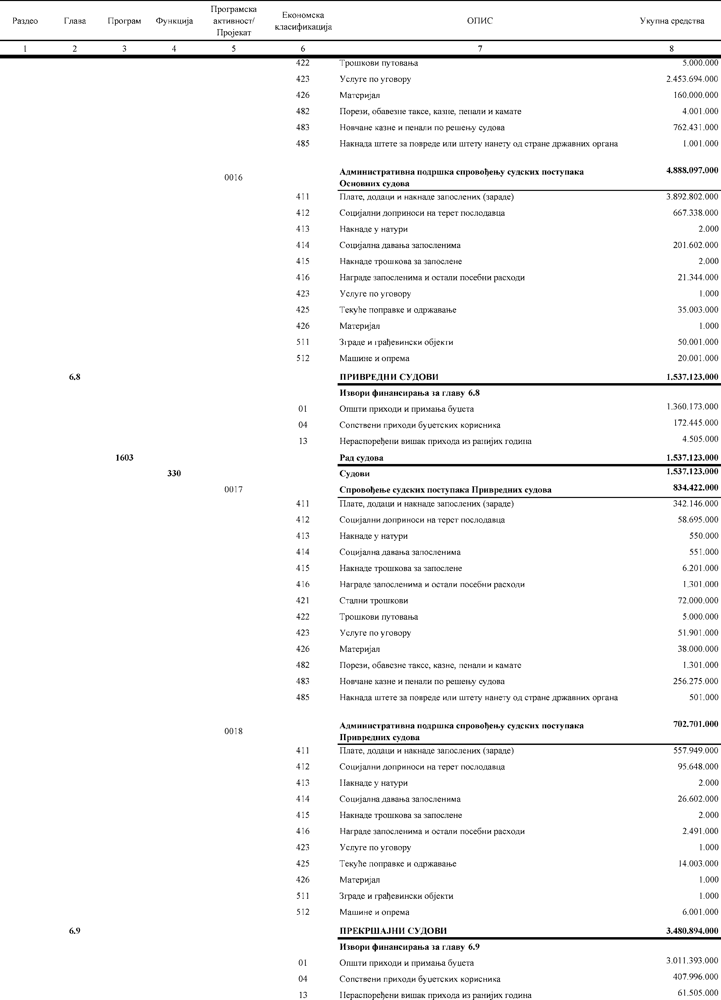 Раздео Глава Програм Функција Програмска активност/ Пројекат Економска класификација ОПИС Укупна средства
1 2 3 4 5 6 7 8
422 Трошкови путовања 5.000.000
423 Услуге по уговору 2.453.694.000
426 Материјал 160.000.000
482 Порези, обавезне таксе, казне, пенали и камате 4.001.000
483 Новчане казне и пенали по решењу судова 762.431.000
485 Накнада штете за повреде или штету нанету од стране државних органа 1.001.000
0016 Административна подршка спровођењу судских поступака 4.888.097.000
Основних судова
411 Плате, додаци и накнаде запослених (зараде) 3.892.802.000
412 Социјални доприноси на терет послодавца 667.338.000
413 Накнаде у натури 2.000
414 Социјална давања запосленима 201.602.000
415 Накнаде трошкова за запослене 2.000
416 Награде запосленима и остали посебни расходи 21.344.000
423 Услуге по уговору 1.000
425 Текуће поправке и одржавање 35.003.000
426 Материјал 1.000
511 Зграде и грађевински објекти 50.001.000
512 Машине и опрема 20.001.000
6.8 ПРИВРЕДНИ СУДОВИ 1.537.123.000
Извори финансирања за главу 6.8
01 Општи приходи и примања буџета 1.360.173.000
04 Сопствени приходи буџетских корисника 172.445.000
13 Нераспоређени вишак прихода из ранијих година 4.505.000
1603 Рад судова 1.537.123.000
330 Судови 1.537.123.000
0017 Спровођење судских поступака Привредних судова 834.422.000
411 Плате, додаци и накнаде запослених (зараде) 342.146.000
412 Социјални доприноси на терет послодавца 58.695.000
413 Накнаде у натури 550.000
414 Социјална давања запосленима 551.000
415 Накнаде трошкова за запослене 6.201.000
416 Награде запосленима и остали посебни расходи 1.301.000
421 Стални трошкови 72.000.000
422 Трошкови путовања 5.000.000
423 Услуге по уговору 51.901.000
426 Материјал 38.000.000
482 Порези, обавезне таксе, казне, пенали и камате 1.301.000
483 Новчане казне и пенали по решењу судова 256.275.000
485 Накнада штете за повреде или штету нанету од стране државних органа 501.000
0018 Административна подршка спровођењу судских поступака 702.701.000
Привредних судова
411 Плате, додаци и накнаде запослених (зараде) 557.949.000
412 Социјални доприноси на терет послодавца 95.648.000
413 Накнаде у натури 2.000
414 Социјална давања запосленима 26.602.000
415 Накнаде трошкова за запослене 2.000
416 Награде запосленима и остали посебни расходи 2.491.000
423 Услуге по уговору 1.000
425 Текуће поправке и одржавање 14.003.000
426 Материјал 1.000
511 Зграде и грађевински објекти 1.000
512 Машине и опрема 6.001.000
6.9 ПРЕКРШАЈНИ СУДОВИ 3.480.894.000
Извори финансирања за главу 6.9
01 Општи приходи и примања буџета 3.011.393.000
04 Сопствени приходи буџетских корисника 407.996.000
13 Нераспоређени вишак прихода из ранијих година 61.505.000